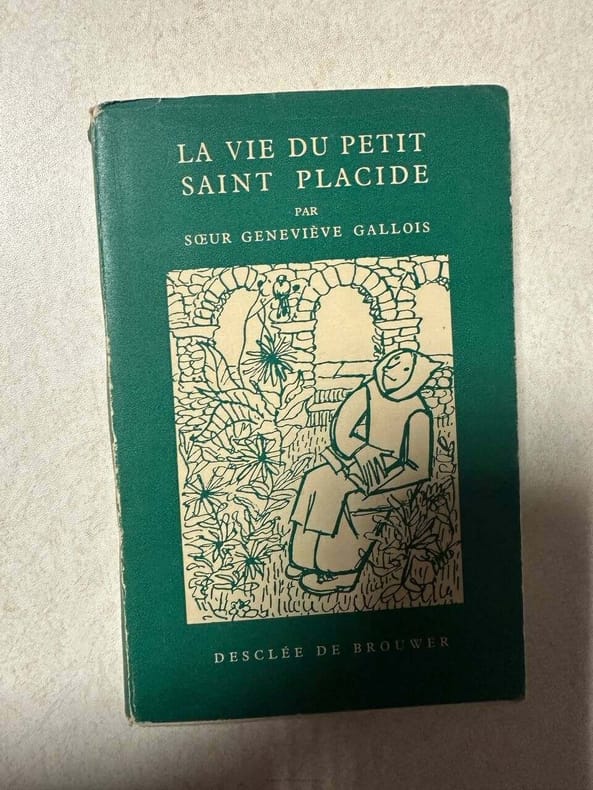 LA VIE DU PETIT
SAINT PLACIDE
PAR
SŒUR GENEVIÈVE GALLOIS
DESCLÉE DE BROUWER